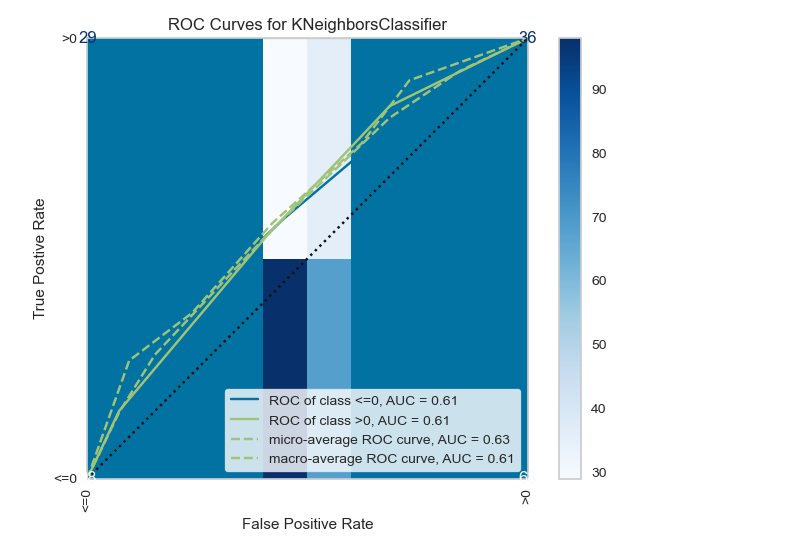 ROC Curves for KNeighborsClassifier
>0
29
36
90
80
70
60
50
40
30
True Postive Rate
ROC of class <=0, AUC = 0.61
ROC of class >0, AUC = 0.61
micro-average ROC curve, AUC = 0.63
macro-average ROC curve, AUC = 0.61
<=0
8
6
<=0
>0
False Positive Rate